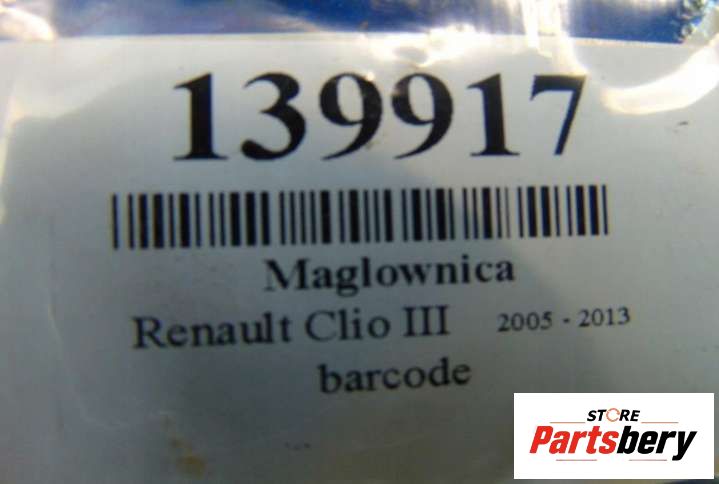 139917
Maglownica
Renault Clio III 2005 - 2013
barcode
STORE
Partsbery